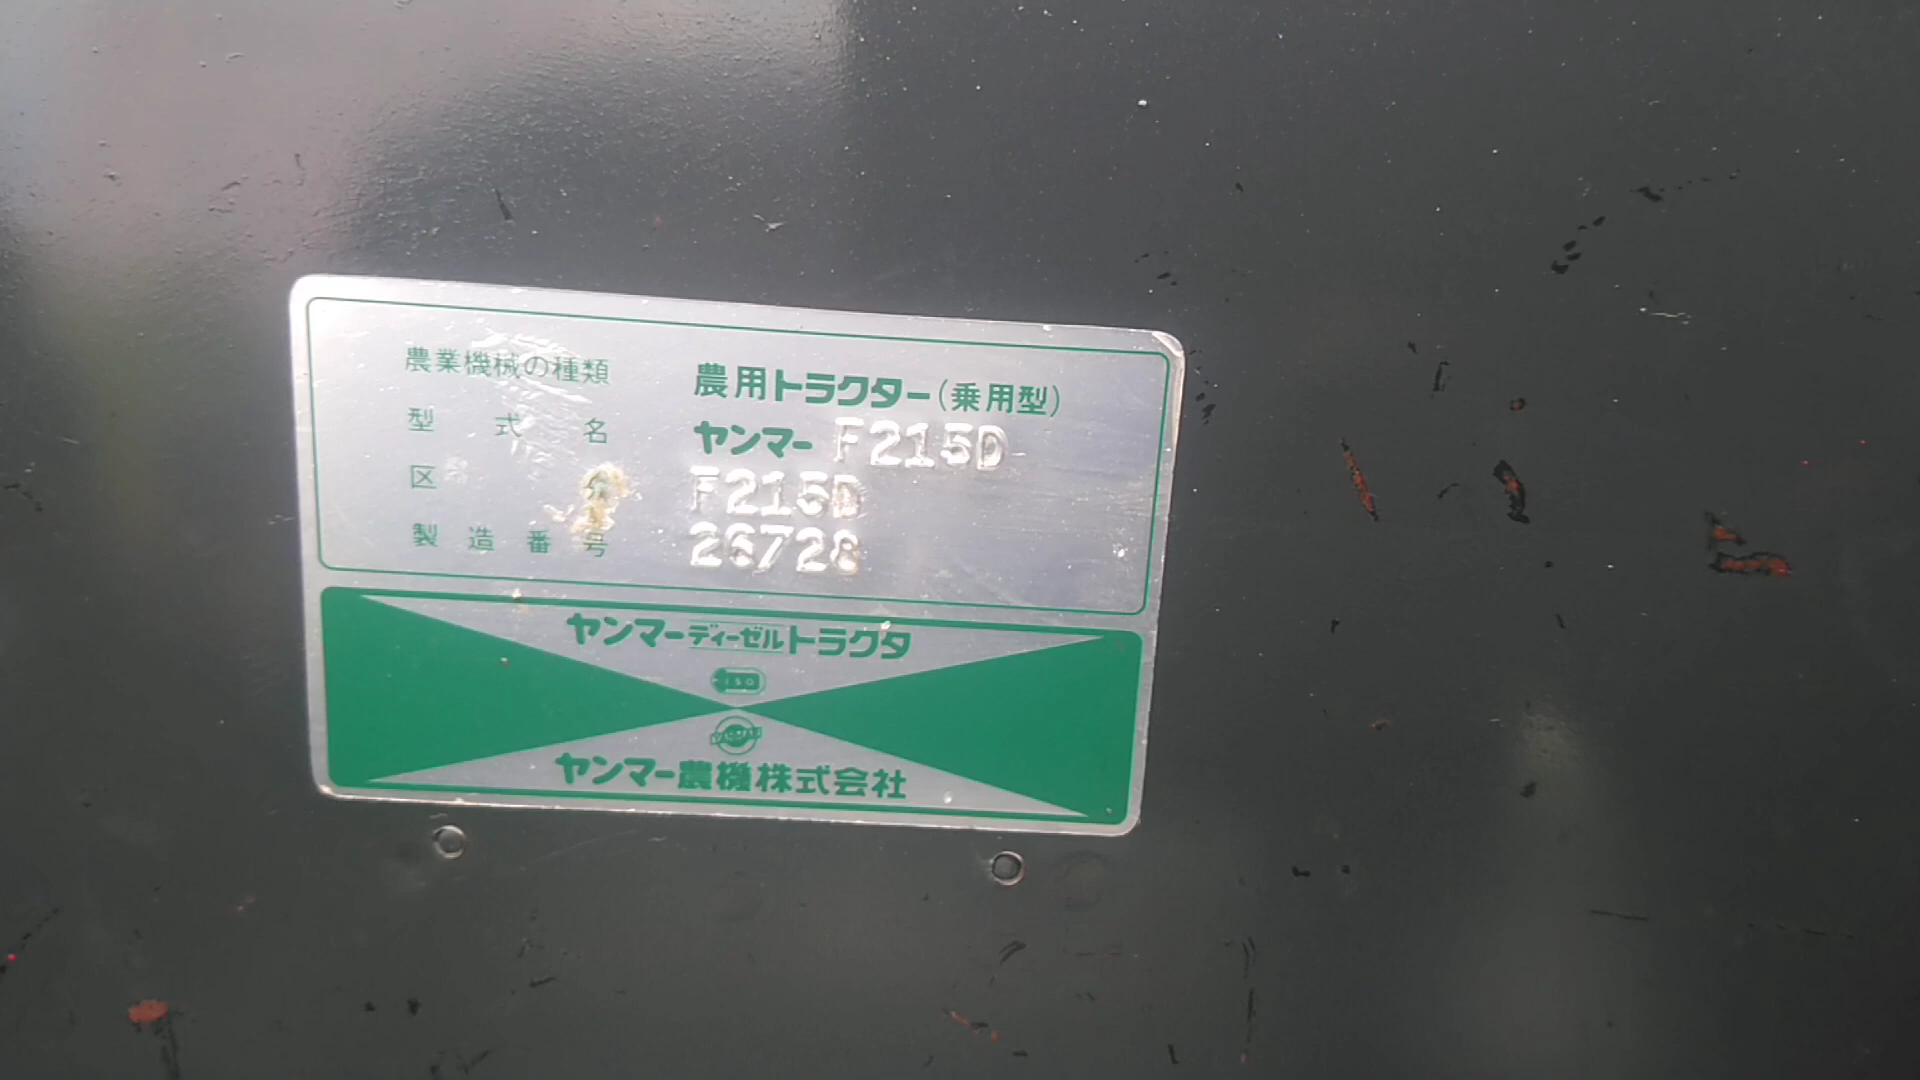 農業機械の種類 農用トラクター(乗用型)
型式名 ヤンマー F215D
区分 F215D
製造番号 26728
ヤンマーディーゼルトラクタ
ISO
YANMAR
ヤンマー農機株式会社